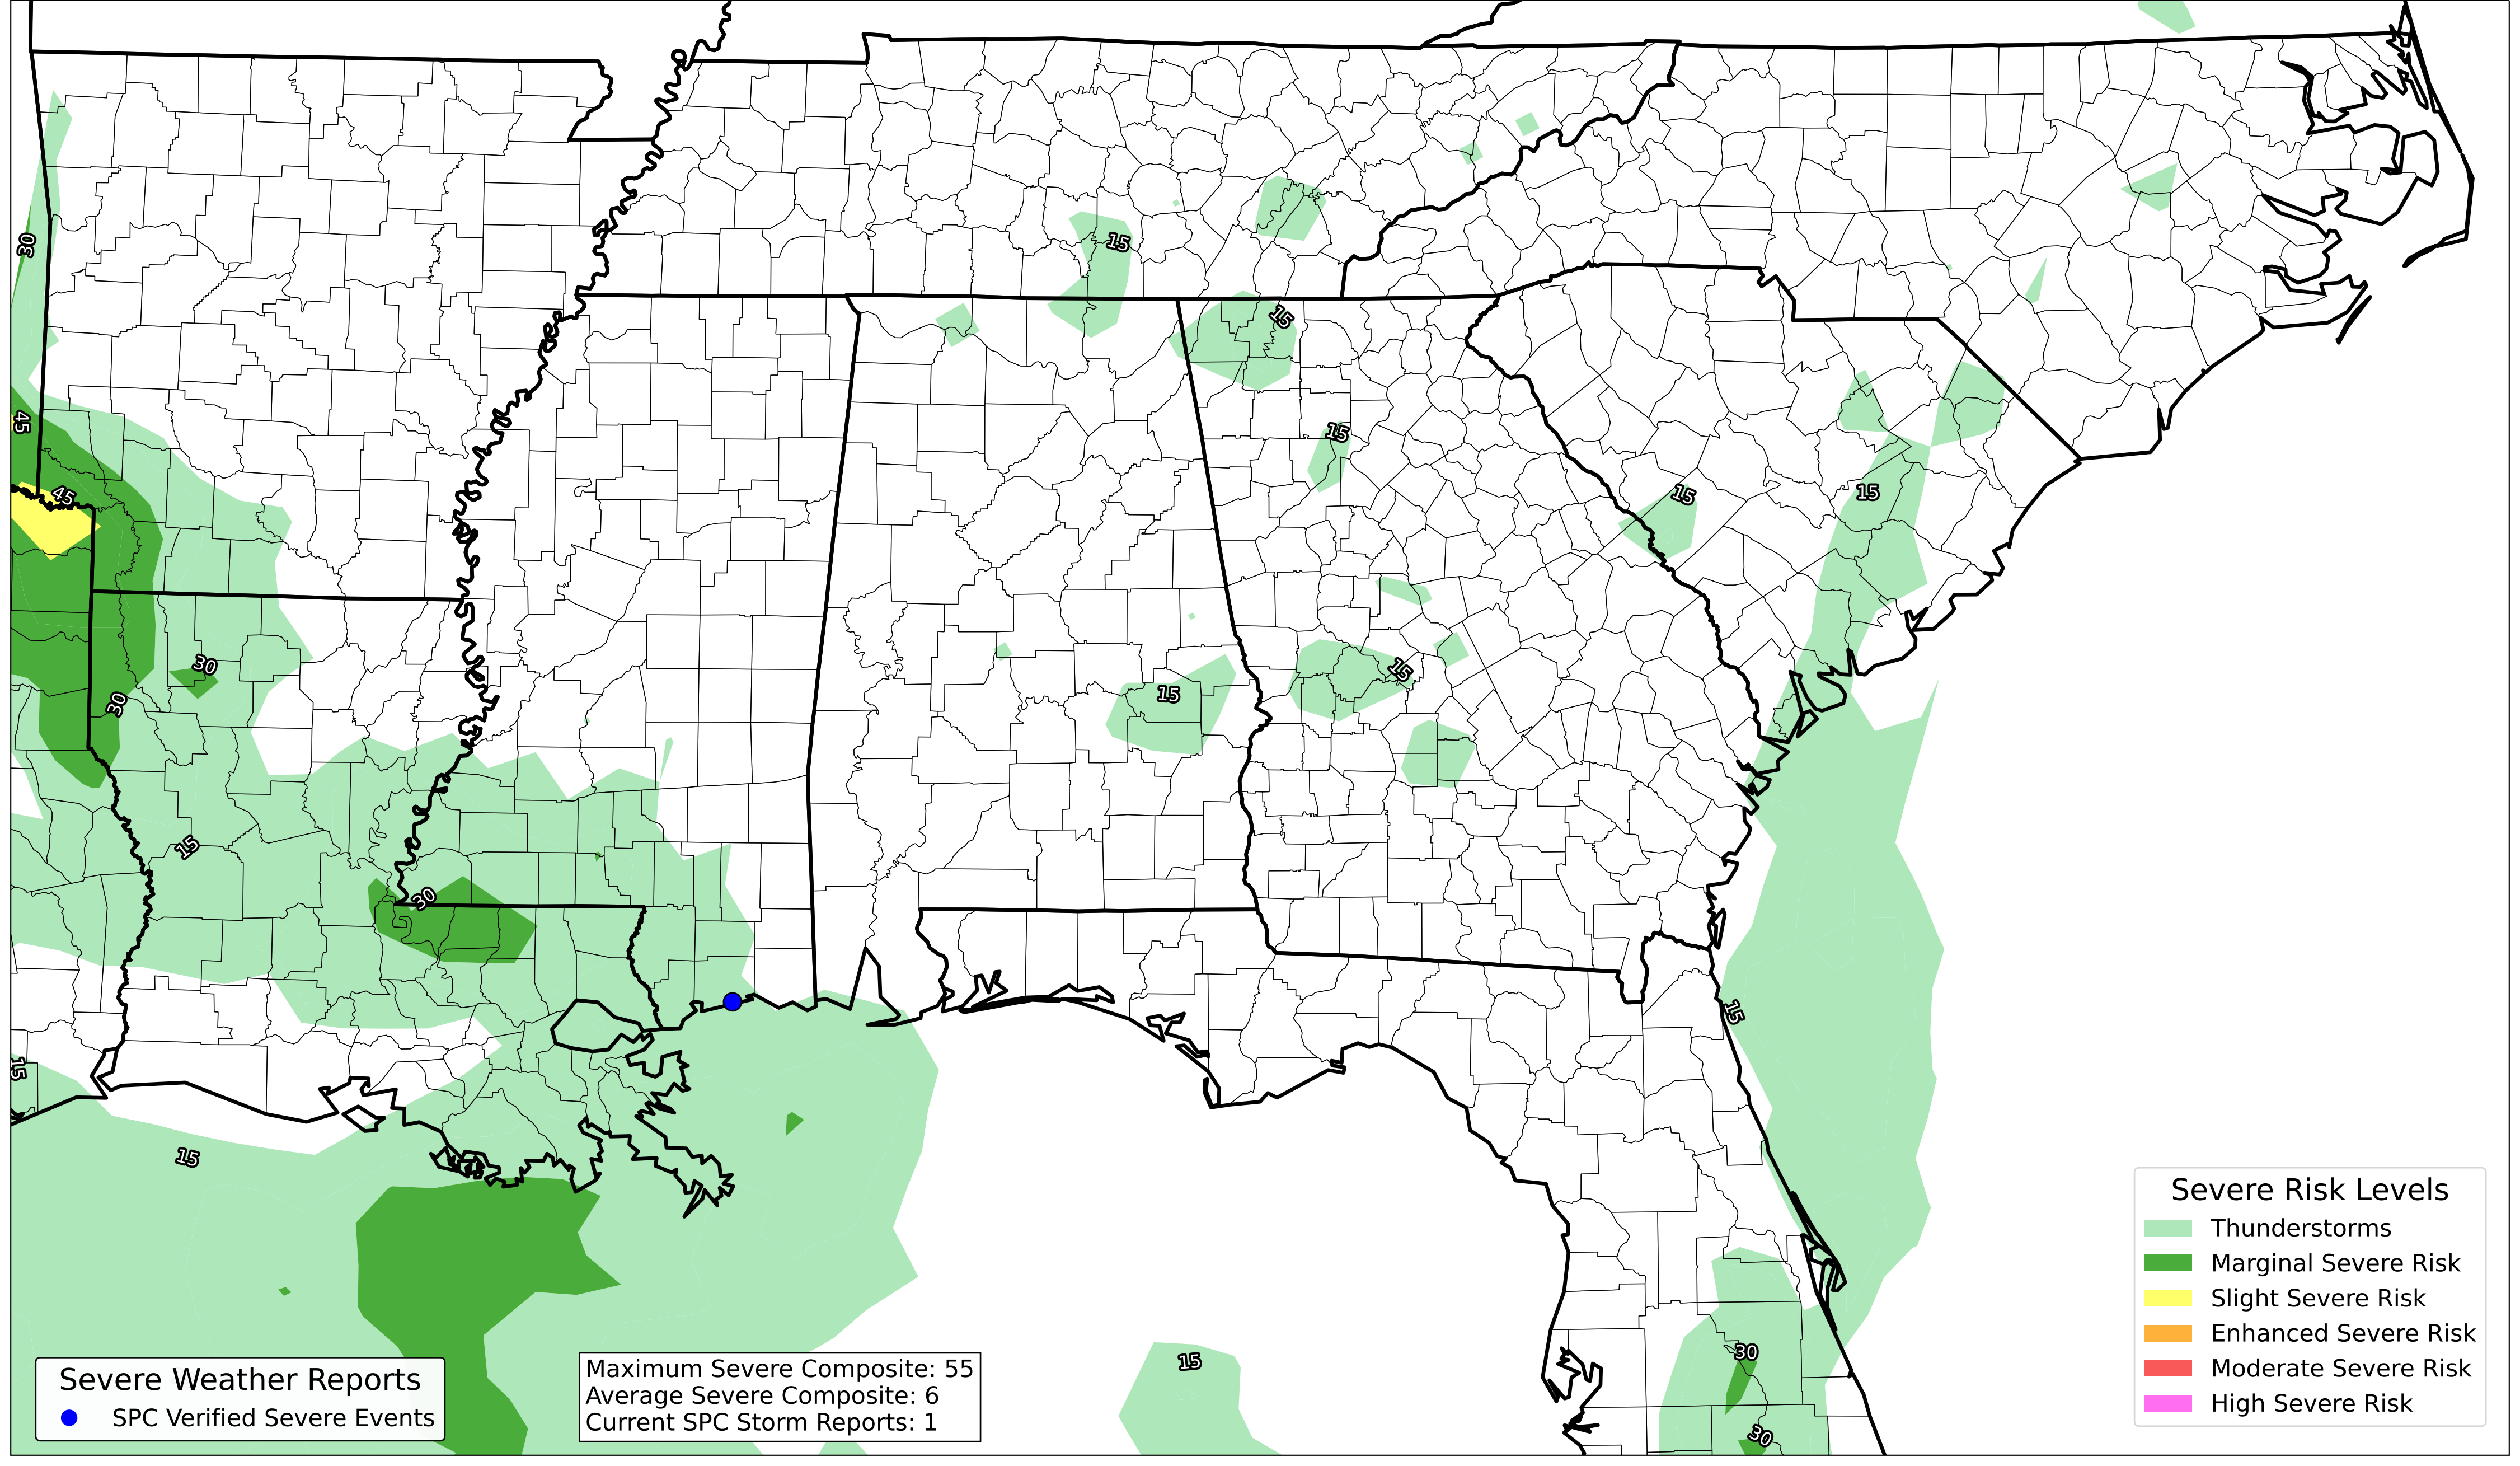 30
15
15
45
15
45
15
15
30
15
15
30
15
30
15
15
15
30
15
30
Severe Weather Reports
SPC Verified Severe Events
Maximum Severe Composite: 55
Average Severe Composite: 6
Current SPC Storm Reports: 1
Severe Risk Levels
Thunderstorms
Marginal Severe Risk
Slight Severe Risk
Enhanced Severe Risk
Moderate Severe Risk
High Severe Risk